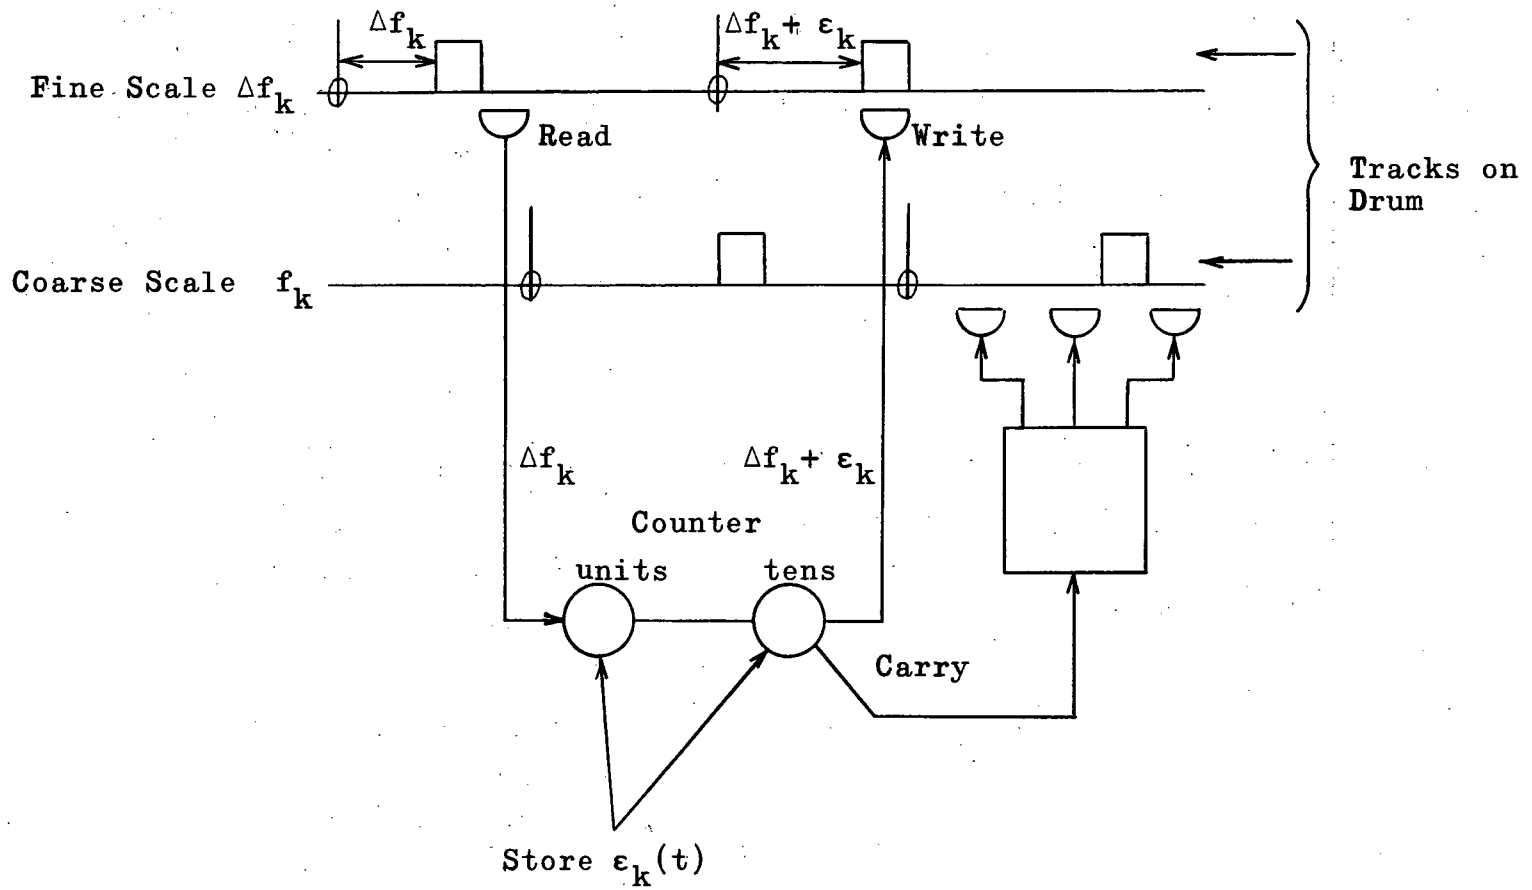 Δf_k
Δf_k + ε_k
Fine Scale Δf_k
Read
Write
Tracks on
Drum
Coarse Scale f_k
Δf_k
Δf_k + ε_k
Counter
units
tens
Carry
Store ε_k(t)